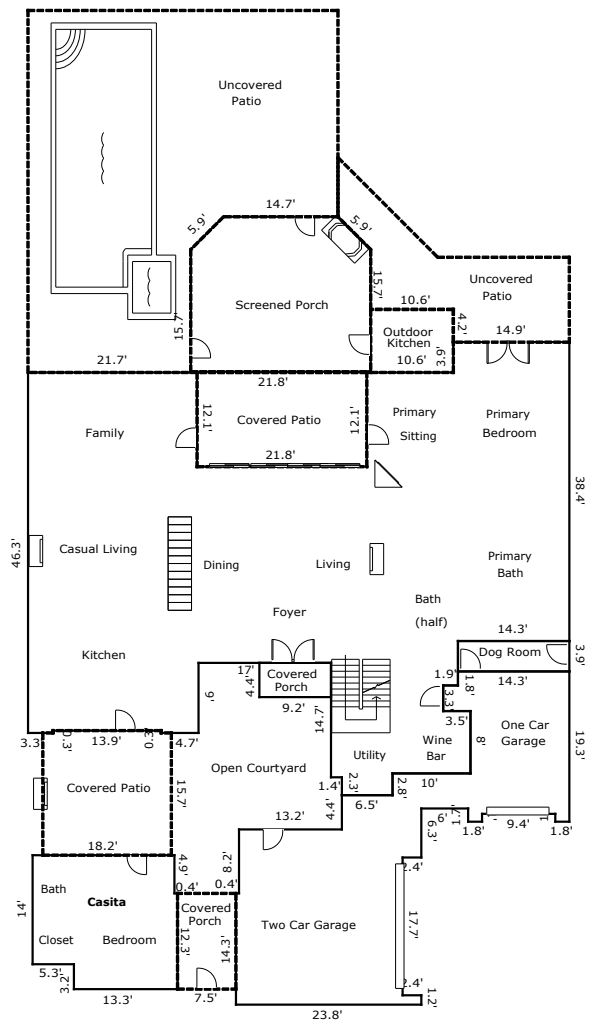 Uncovered
Patio
14.7'
5.9'
5.9'
Uncovered
Patio
15.7'
Screened Porch
10.6'
4.2'
14.9'
15.7'
Outdoor
Kitchen
10.6'
3.9'
21.7'
21.8'
12.1'
Covered Patio
12.1'
21.8'
Family
Primary
Sitting
Primary
Bedroom
38.4'
46.3'
Casual Living
Dining
Living
Primary
Bath
Foyer
Bath
(half)
14.3'
Kitchen
Dog Room
3.9'
17'
4.4'
Covered
Porch
9.2'
9'
14.7'
1.9'
1.8'
14.3'
3.3'
3.5'
One Car
Garage
19.3'
3.3'
0.3'
13.9'
0.3'
4.7'
Wine
Bar
8'
Utility
Open Courtyard
Covered Patio
15.7'
1.4'
2.3'
2.8'
10'
6.5'
4.4'
13.2'
6.3'
6'
1.8'
9.4'
1.8'
18.2'
4.9'
8.2'
0.4'
0.4'
2.4'
Bath
Casita
Closet
Bedroom
14'
Covered
Porch
12.3'
14.3'
Two Car Garage
17.7'
5.3'
3.2'
13.3'
7.5'
2.4'
1.2'
23.8'